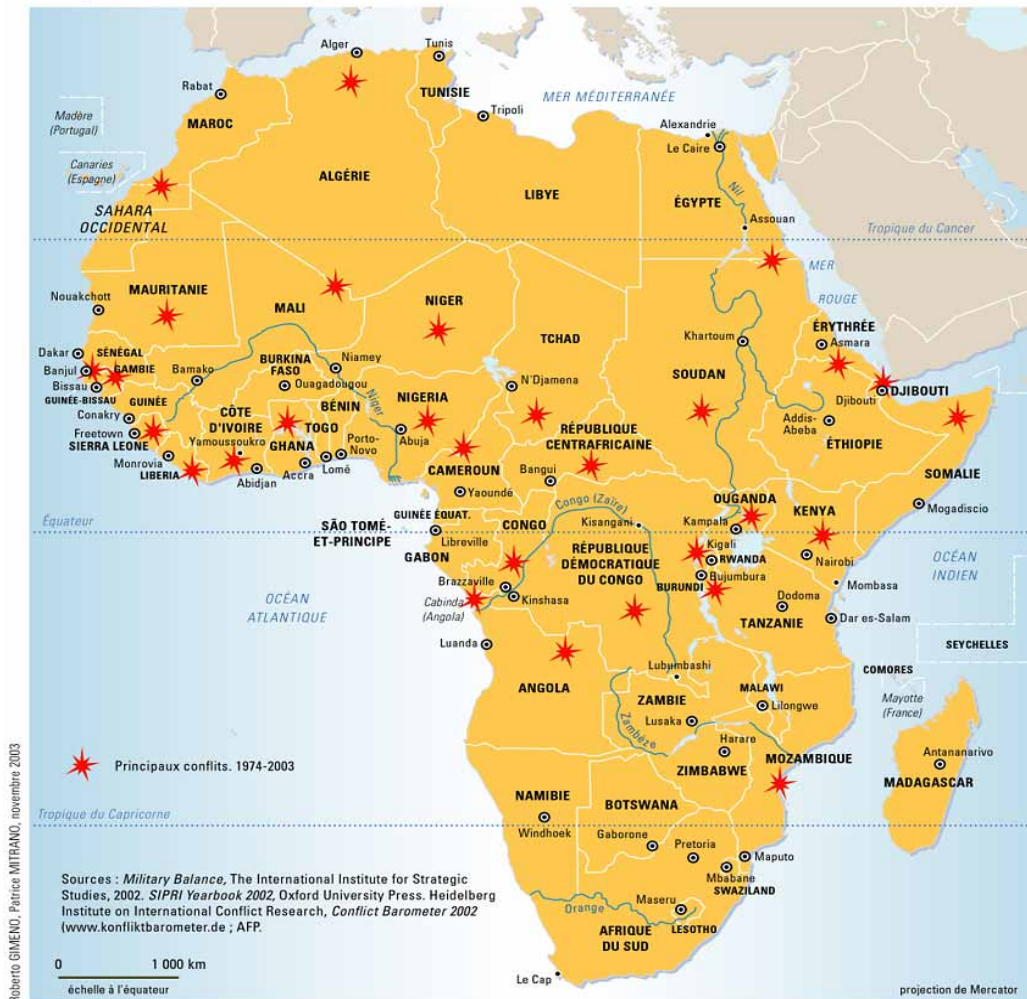 Alger
Tunis
Rabat
TUNISIE
MER MÉDITERRANÉE
Madère
(Portugal)
MAROC
Tripoli
Alexandrie
Le Caire
Canaries
(Espagne)
ALGÉRIE
LIBYE
ÉGYPTE
Nil
SAHARA
OCCIDENTAL
Assouan
Tropique du Cancer
MER
ROUGE
MAURITANIE
Nouakchott
MALI
NIGER
TCHAD
Khartoum
ÉRYTHRÉE
Asmara
Dakar
SÉNÉGAL
Banjul
GAMBIE
Bissau
GUINÉE-BISSAU
Bamako
BURKINA
FASO
Ouagadougou
Niamey
Niger
N'Djamena
SOUDAN
DJIBOUTI
Djibouti
GUINÉE
Conakry
Freetown
SIERRA LEONE
CÔTE
D'IVOIRE
Yamoussoukro
BÉNIN
TOGO
GHANA
NIGERIA
Porto-
Novo
Abuja
RÉPUBLIQUE
CENTRAFRICAINE
Addis-
Abeba
ÉTHIOPIE
Monrovia
LIBERIA
Abidjan
Accra
Lomé
CAMEROUN
Bangui
SOMALIE
Yaoundé
Congo (Zaïre)
OUGANDA
KENYA
Mogadiscio
Équateur
SÃO TOMÉ-
ET-PRINCIPE
GUINÉE ÉQUAT.
Libreville
GABON
CONGO
Kisangani
Kampala
Kigali
RWANDA
Nairobi
OCÉAN
INDIEN
RÉPUBLIQUE
DÉMOCRATIQUE
DU CONGO
BURUNDI
Bujumbura
Mombasa
Brazzaville
Kinshasa
Cabinda
(Angola)
OCÉAN
ATLANTIQUE
Dodoma
TANZANIE
Dar es-Salam
Luanda
SEYCHELLES
Lubumbashi
COMORES
ANGOLA
ZAMBIE
MALAWI
Lilongwe
Mayotte
(France)
Zambèze
Lusaka
Harare
MOZAMBIQUE
Antananarivo
MADAGASCAR
ZIMBABWE
Principaux conflits. 1974-2003
NAMIBIE
BOTSWANA
Tropique du Capricorne
Windhoek
Gaborone
Pretoria
Maputo
Mbabane
SWAZILAND
Maseru
Orange
LESOTHO
AFRIQUE
DU SUD
Le Cap
Sources : Military Balance, The International Institute for Strategic
Studies, 2002. SIPRI Yearbook 2002, Oxford University Press. Heidelberg
Institute on International Conflict Research, Conflict Barometer 2002
(www.konfliktbarometer.de ; AFP.
0 1 000 km
échelle à l'équateur
projection de Mercator
Roberto GIMENO, Patrice MITRANO, novembre 2003